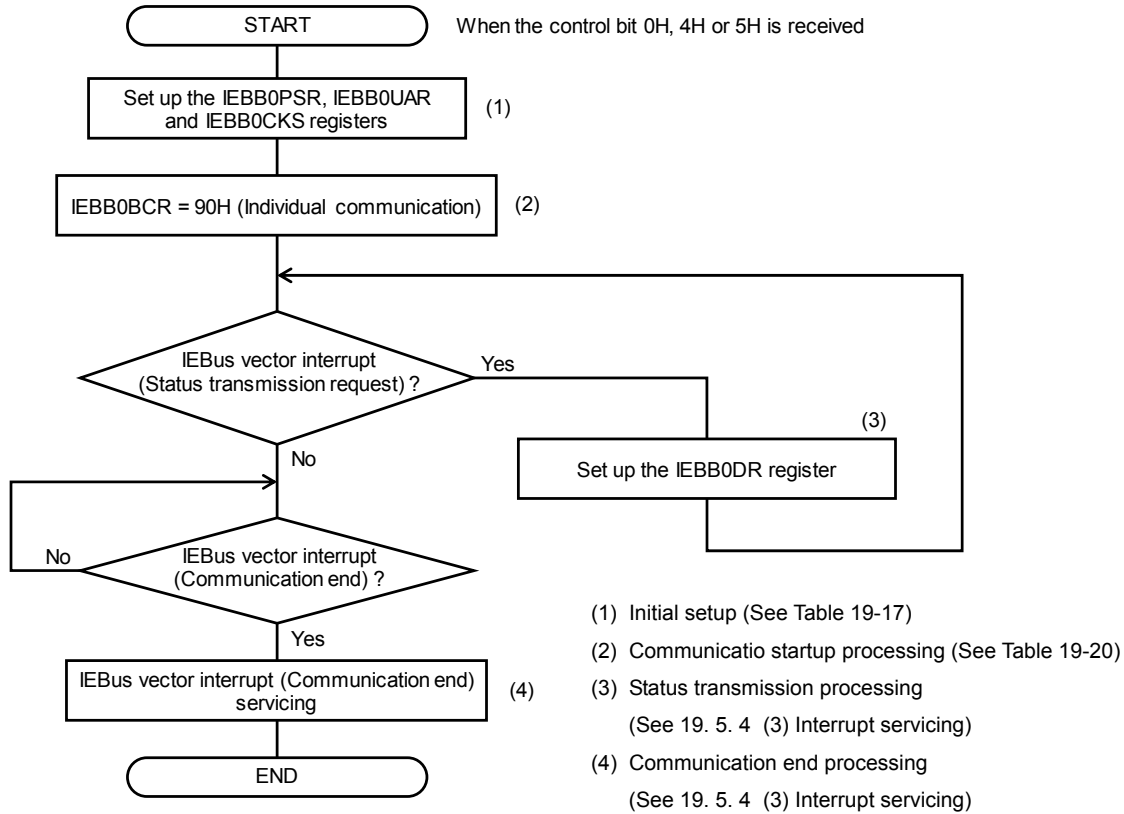 START
When the control bit 0H, 4H or 5H is received
Set up the IEBB0PSR, IEBB0UAR
and IEBB0CKS registers
(1)
IEBB0BCR = 90H (Individual communication)
(2)
IEBus vector interrupt
(Status transmission request) ?
Yes
(3)
Set up the IEBB0DR register
No
IEBus vector interrupt
(Communication end) ?
No
Yes
IEBus vector interrupt (Communication end)
servicing
(4)
END
(1) Initial setup (See Table 19-17)
(2) Communicatio startup processing (See Table 19-20)
(3) Status transmission processing
(See 19. 5. 4 (3) Interrupt servicing)
(4) Communication end processing
(See 19. 5. 4 (3) Interrupt servicing)